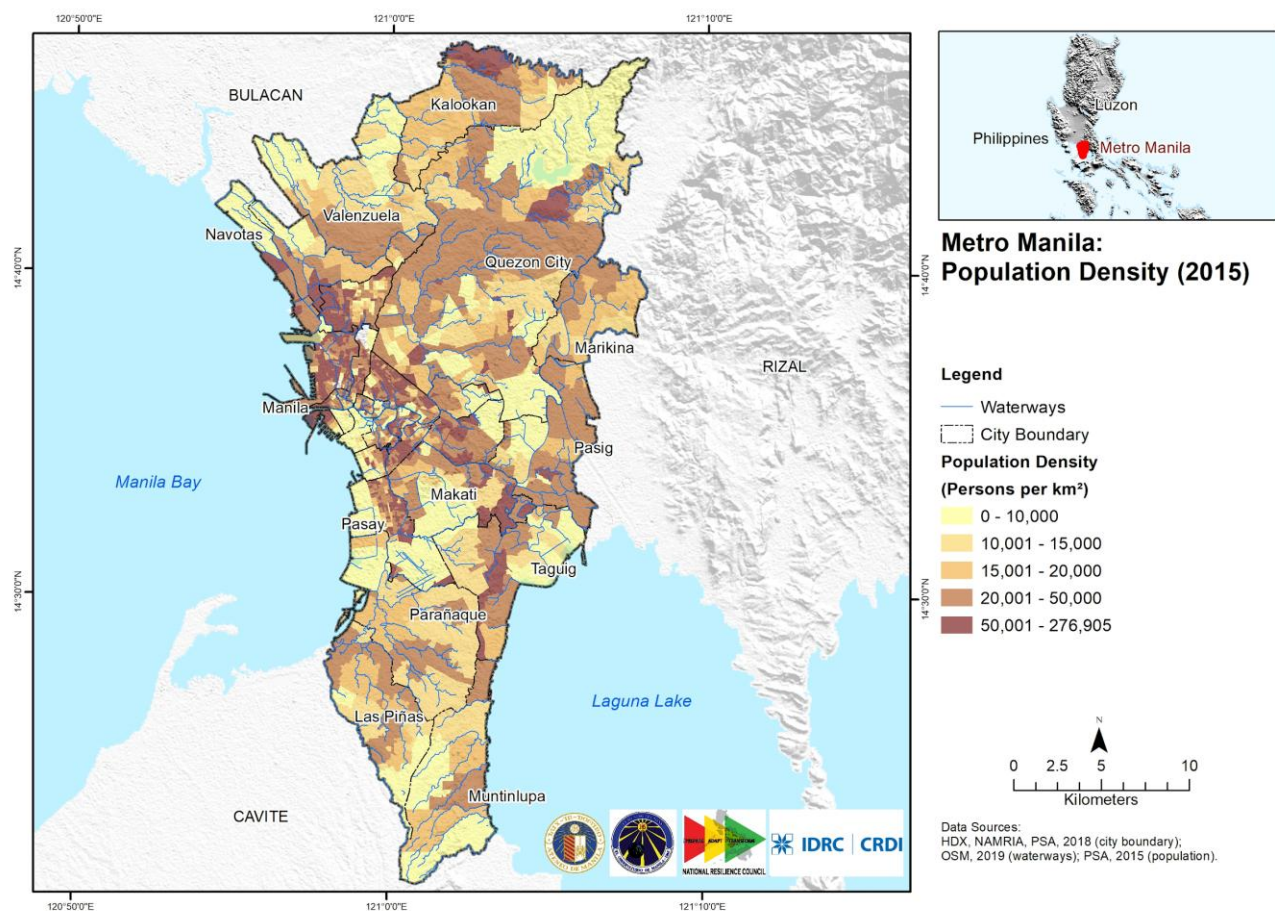 120°50'0"E
121°0'0"E
121°10'0"E
14°40'0"N
14°30'0"N
14°40'0"N
14°30'0"N
120°50'0"E
121°0'0"E
121°10'0"E
BULACAN
Kalookan
Valenzuela
Navotas
Quezon City
Marikina
RIZAL
Manila
Pasig
Manila Bay
Makati
Pasay
Taguig
Parañaque
Las Piñas
Laguna Lake
Muntinlupa
CAVITE
NATIONAL RESILIENCE COUNCIL
IDRC | CRDI
Luzon
Philippines
Metro Manila
Metro Manila:
Population Density (2015)
Legend
Waterways
City Boundary
Population Density
(Persons per km²)
0 - 10,000
10,001 - 15,000
15,001 - 20,000
20,001 - 50,000
50,001 - 276,905
N
0 2.5 5 10
Kilometers
Data Sources:
HDX, NAMRIA, PSA, 2018 (city boundary);
OSM, 2019 (waterways); PSA, 2015 (population).